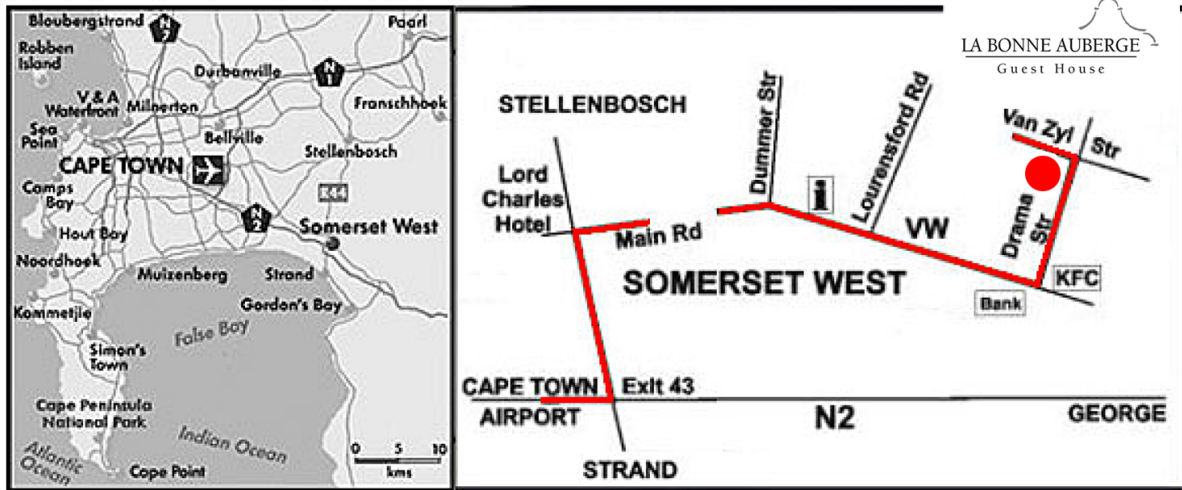 Bloubergstrand
N
7
Paarl
Robben
Island
Durbanville
N
1
V & A
Waterfront
Milnerton
Franschhoek
Sea
Point
Bellville
Stellenbosch
CAPE TOWN
R44
Camps
Bay
N
2
Hout Bay
Somerset West
Noordhoek
Muizenberg
Strand
Gordon's Bay
Kommetjie
False Bay
Simon's
Town
Cape Peninsula
National Park
Indian Ocean
Atlantic
Ocean
Cape Point
0 5 10
kms
LA BONNE AUBERGE
Guest House
STELLENBOSCH
Dummer Str
Lourensford Rd
Van Zyl
Str
Lord
Charles
Hotel
Main Rd
VW
Drama
Str
SOMERSET WEST
KFC
Bank
CAPE TOWN
Exit 43
AIRPORT
N2
GEORGE
STRAND